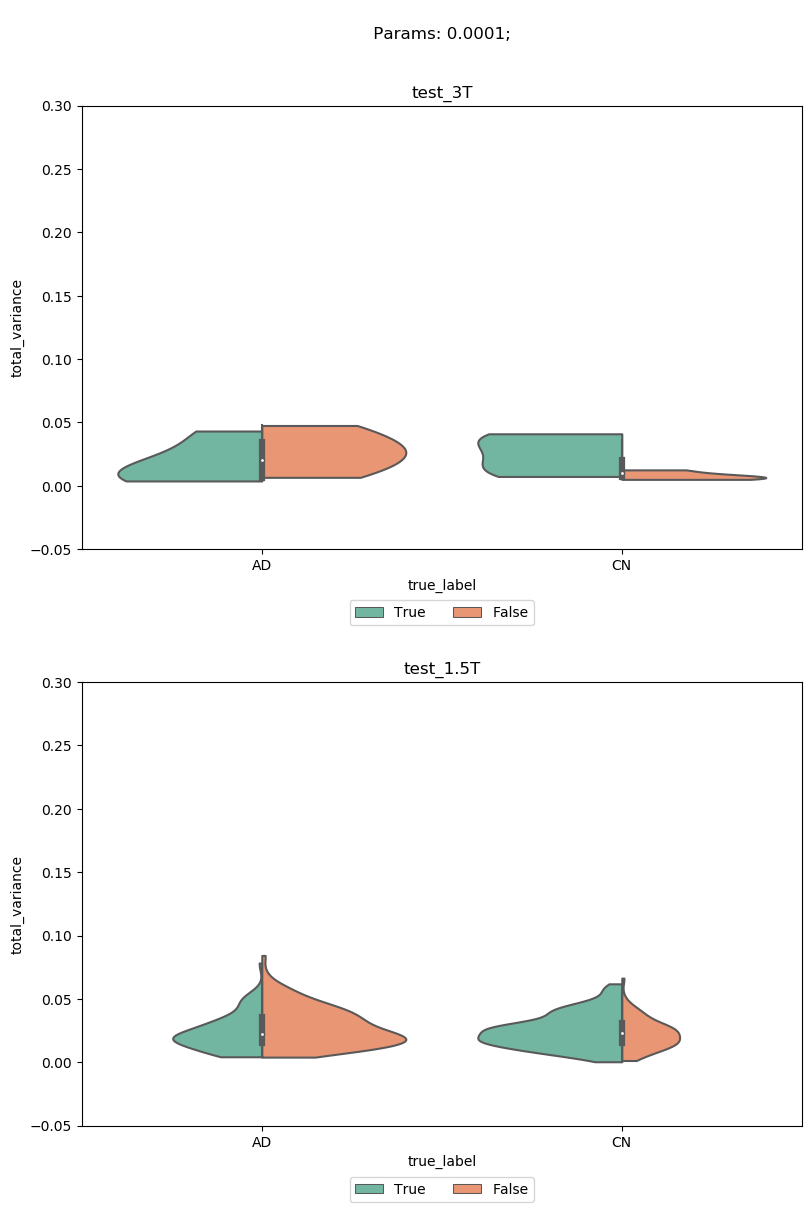 Params: 0.0001;
test_3T
0.30
0.25
0.20
0.15
0.10
0.05
0.00
−0.05
total_variance
AD CN
true_label
True False
test_1.5T
0.30
0.25
0.20
0.15
0.10
0.05
0.00
−0.05
total_variance
AD CN
true_label
True False